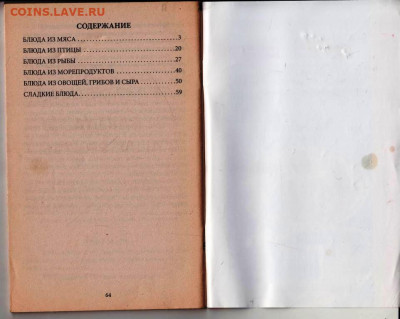 COINS.LAVE.RU
СОДЕРЖАНИЕ
БЛЮДА ИЗ МЯСА.......................................3
БЛЮДА ИЗ ПТИЦЫ...................................20
БЛЮДА ИЗ РЫБЫ.....................................27
БЛЮДА ИЗ МОРЕПРОДУКТОВ........................40
БЛЮДА ИЗ ОВОЩЕЙ, ГРИБОВ И СЫРА.............50
СЛАДКИЕ БЛЮДА.....................................59
64